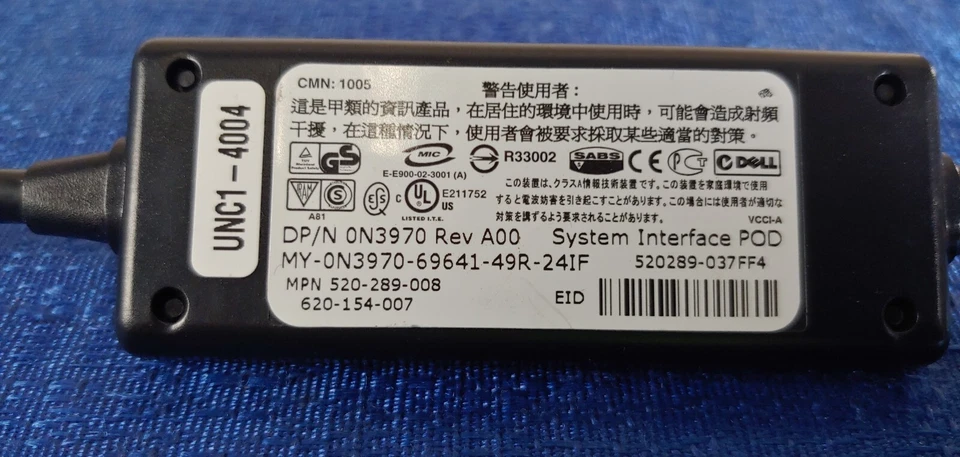 UNC1-4004
CMN: 1005
警告使用者：
這是甲類的資訊產品，在居住的環境中使用時，可能會造成射頻
干擾，在這種情況下，使用者會被要求採取某些適當的對策。
GS
MIC
E-E900-02-3001 (A)
R33002
SABS
CE
DELL
RAM
A81
S
C UL US
LISTED I.T.E.
E211752
この装置は、クラスA情報技術装置です。この装置を家庭環境で使用
すると電波妨害を引き起こすことがあります。この場合には使用者が適切な
対策を講ずるよう要求されることがあります。
VCCI-A
DP/N 0N3970 Rev A00 System Interface POD
MY-0N3970-69641-49R-24IF 520289-037FF4
MPN 520-289-008
620-154-007
EID